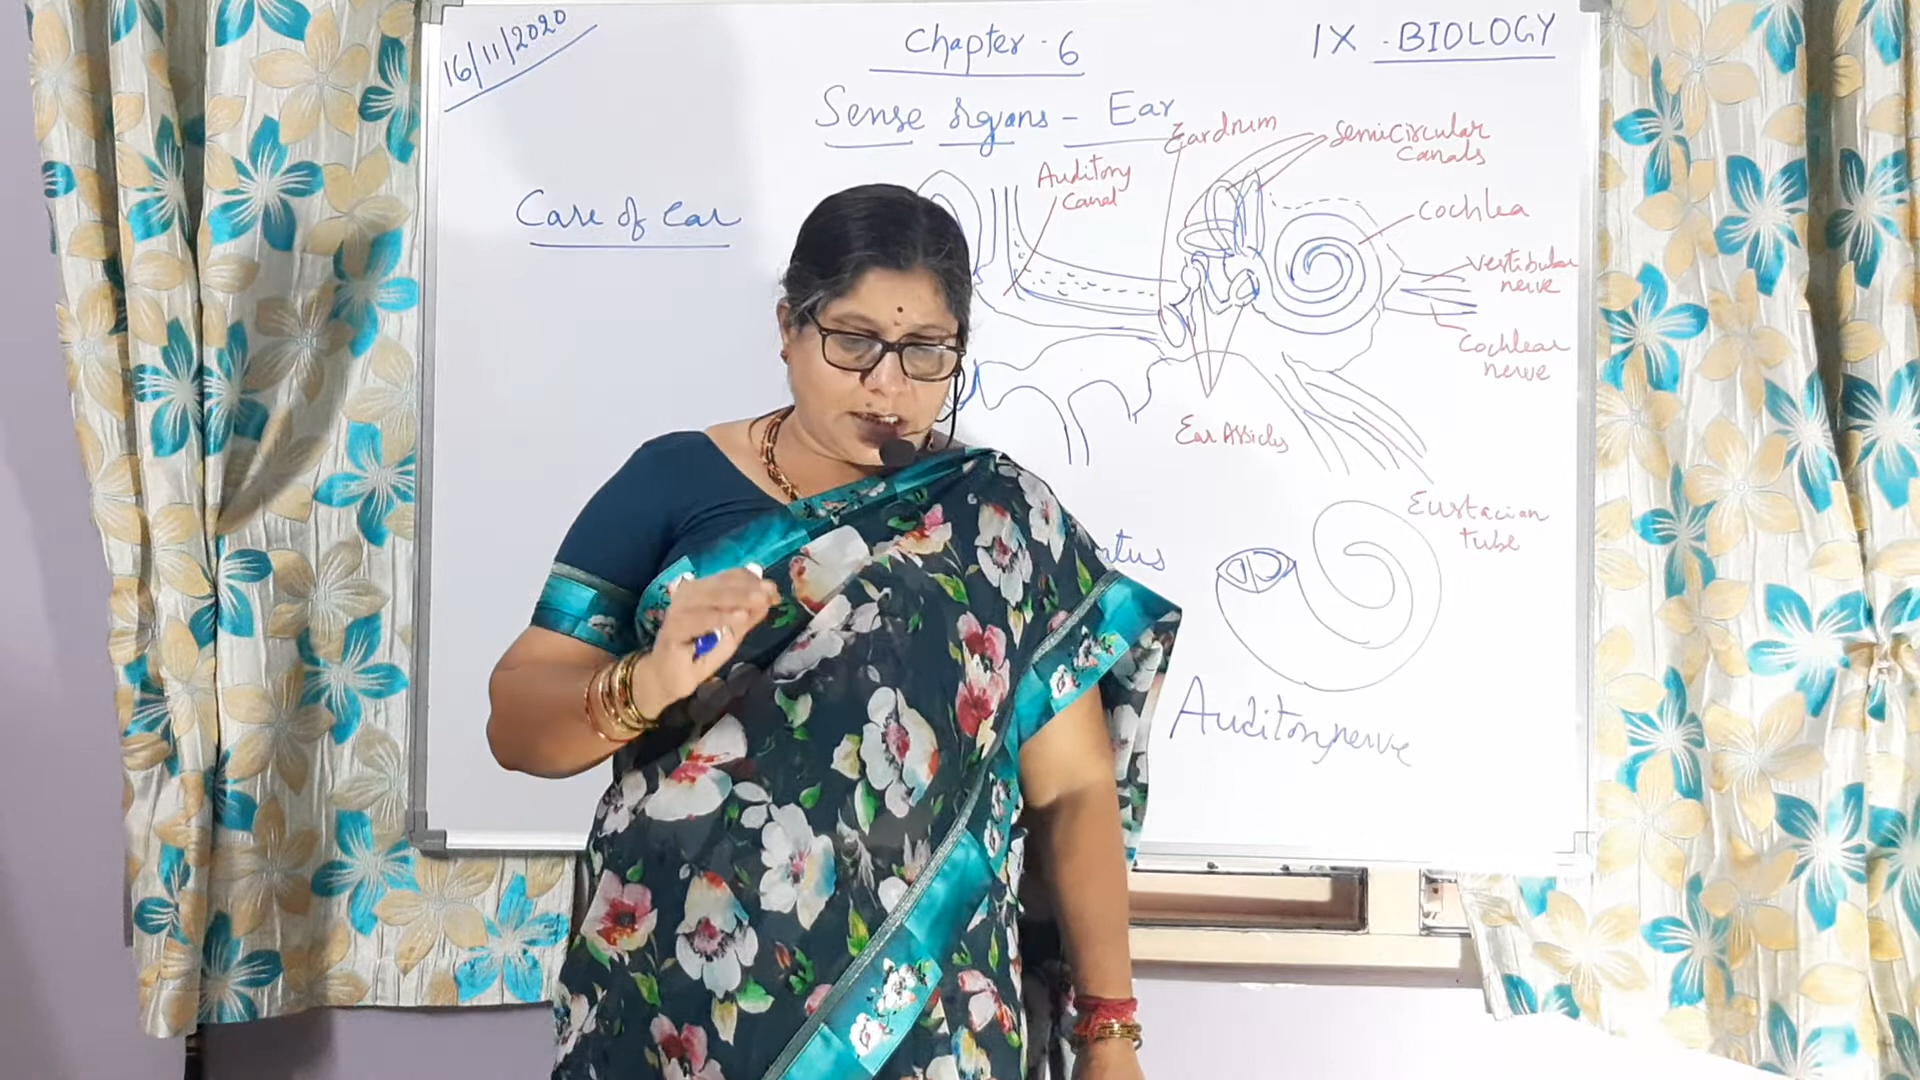 16/11/2020
Chapter - 6
IX - BIOLOGY
Sense organs - Ear
Eardrum
Semicircular
Canals
Auditory
Canal
Care of Ear
Cochlea
Vestibular
nerve
Cochlear
nerve
Ear Assicles
Eustacian
tube
Auditory nerve